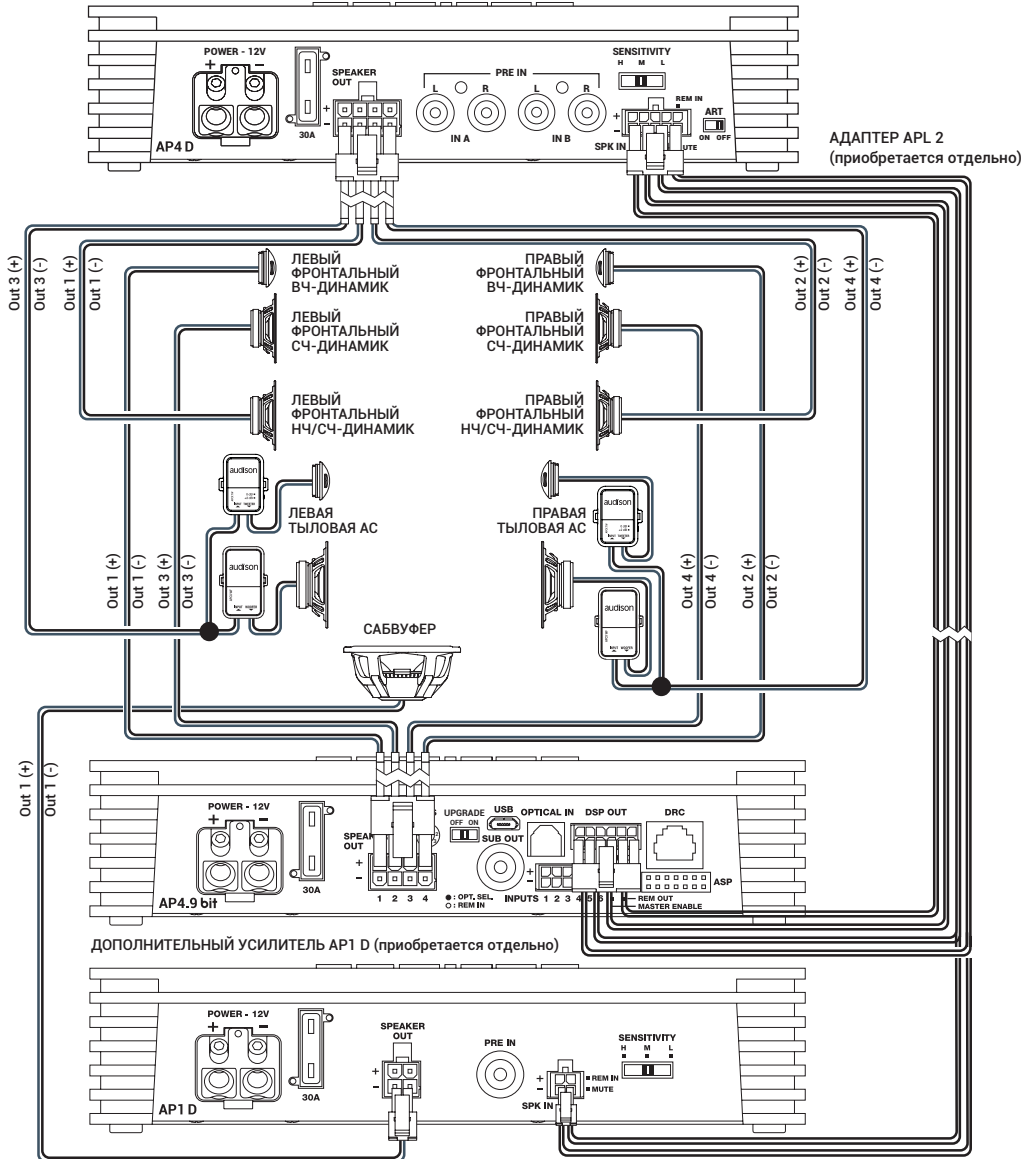 POWER - 12V
+ -
30A
SPEAKER
OUT
+
-
PRE IN
L R L R
IN A IN B
SENSITIVITY
H M L
REM IN
+
-
ART
ON OFF
SPK IN
UTE
AP4 D
АДАПТЕР APL 2
(приобретается отдельно)
Out 3 (+)
Out 3 (-)
Out 1 (+)
Out 1 (-)
ЛЕВЫЙ
ФРОНТАЛЬНЫЙ
ВЧ-ДИНАМИК
ПРАВЫЙ
ФРОНТАЛЬНЫЙ
ВЧ-ДИНАМИК
Out 2 (+)
Out 2 (-)
Out 4 (+)
Out 4 (-)
ЛЕВЫЙ
ФРОНТАЛЬНЫЙ
СЧ-ДИНАМИК
ПРАВЫЙ
ФРОНТАЛЬНЫЙ
СЧ-ДИНАМИК
ЛЕВЫЙ
ФРОНТАЛЬНЫЙ
НЧ/СЧ-ДИНАМИК
ПРАВЫЙ
ФРОНТАЛЬНЫЙ
НЧ/СЧ-ДИНАМИК
audison
ЛЕВАЯ
ТЫЛОВАЯ АС
ПРАВАЯ
ТЫЛОВАЯ АС
audison
audison
audison
Out 1 (+)
Out 1 (-)
Out 3 (+)
Out 3 (-)
Out 4 (+)
Out 4 (-)
Out 2 (+)
Out 2 (-)
САБВУФЕР
Out 1 (+)
Out 1 (-)
POWER - 12V
+ -
30A
SPEA
OUT
+
-
1 2 3 4
UPGRADE
OFF ON
USB
SUB OUT
OPTICAL IN
DSP OUT
DRC
ASP
: OPT. SEL.
: REM IN
+
-
INPUTS 1 2 3 4 5 6
REM OUT
MASTER ENABLE
AP4.9 bit
ДОПОЛНИТЕЛЬНЫЙ УСИЛИТЕЛЬ AP1 D (приобретается отдельно)
POWER - 12V
+ -
30A
SPEAKER
OUT
+
-
PRE IN
SENSITIVITY
H M L
+
-
REM IN
MUTE
SPK IN
AP1 D